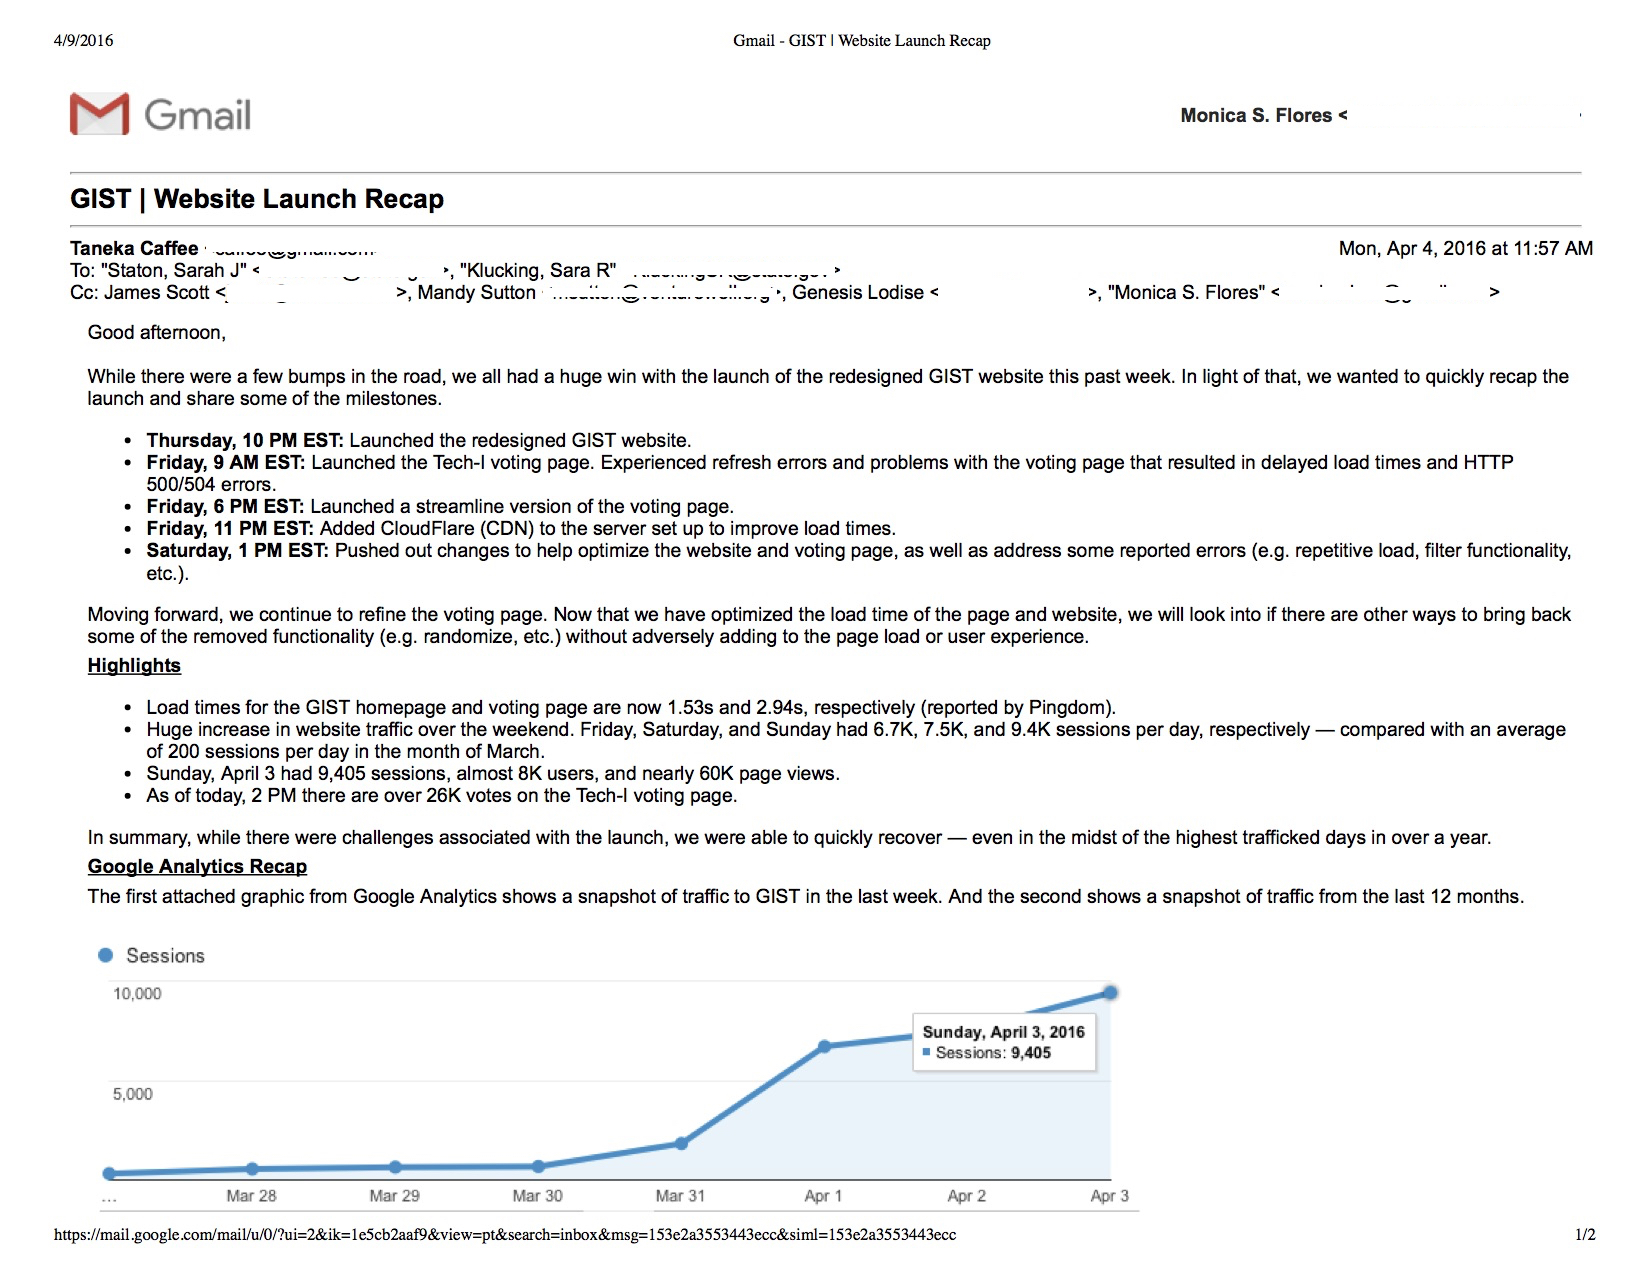 4/9/2016
Gmail - GIST | Website Launch Recap
Gmail
Monica S. Flores <
GIST | Website Launch Recap
Taneka Caffee
Mon, Apr 4, 2016 at 11:57 AM
To: "Staton, Sarah J" < >, "Klucking, Sara R" >
Cc: James Scott < >, Mandy Sutton >, Genesis Lodise < >, "Monica S. Flores" < >
Good afternoon,
While there were a few bumps in the road, we all had a huge win with the launch of the redesigned GIST website this past week. In light of that, we wanted to quickly recap the
launch and share some of the milestones.
• Thursday, 10 PM EST: Launched the redesigned GIST website.
• Friday, 9 AM EST: Launched the Tech-I voting page. Experienced refresh errors and problems with the voting page that resulted in delayed load times and HTTP
500/504 errors.
• Friday, 6 PM EST: Launched a streamline version of the voting page.
• Friday, 11 PM EST: Added CloudFlare (CDN) to the server set up to improve load times.
• Saturday, 1 PM EST: Pushed out changes to help optimize the website and voting page, as well as address some reported errors (e.g. repetitive load, filter functionality,
etc.).
Moving forward, we continue to refine the voting page. Now that we have optimized the load time of the page and website, we will look into if there are other ways to bring back
some of the removed functionality (e.g. randomize, etc.) without adversely adding to the page load or user experience.
Highlights
• Load times for the GIST homepage and voting page are now 1.53s and 2.94s, respectively (reported by Pingdom).
• Huge increase in website traffic over the weekend. Friday, Saturday, and Sunday had 6.7K, 7.5K, and 9.4K sessions per day, respectively — compared with an average
of 200 sessions per day in the month of March.
• Sunday, April 3 had 9,405 sessions, almost 8K users, and nearly 60K page views.
• As of today, 2 PM there are over 26K votes on the Tech-I voting page.
In summary, while there were challenges associated with the launch, we were able to quickly recover — even in the midst of the highest trafficked days in over a year.
Google Analytics Recap
The first attached graphic from Google Analytics shows a snapshot of traffic to GIST in the last week. And the second shows a snapshot of traffic from the last 12 months.
Sessions
10,000
Sunday, April 3, 2016
Sessions: 9,405
5,000
... Mar 28 Mar 29 Mar 30 Mar 31 Apr 1 Apr 2 Apr 3
https://mail.google.com/mail/u/0/?ui=2&ik=1e5cb2aaf9&view=pt&search=inbox&msg=153e2a3553443ecc&siml=153e2a3553443ecc
1/2